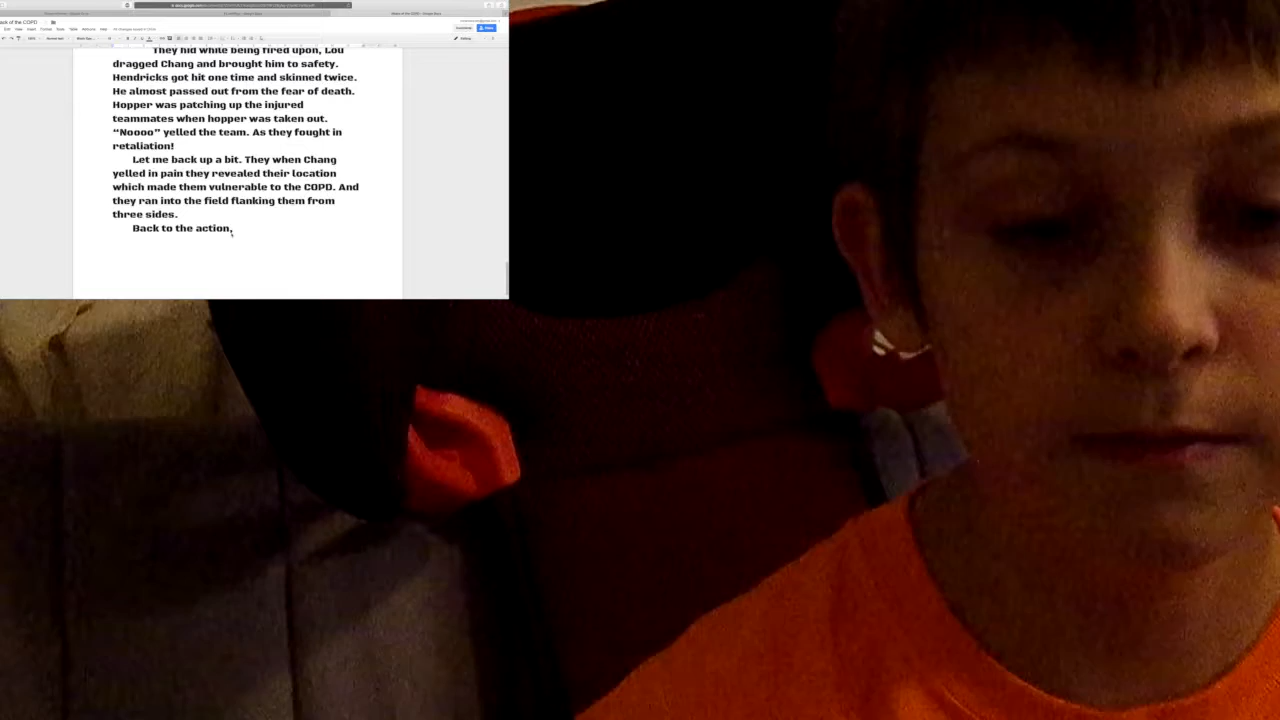 ck of the COPD
They hid while being fired upon, Lou
dragged Chang and brought him to safety.
Hendricks got hit one time and skinned twice.
He almost passed out from the fear of death.
Hopper was patching up the injured
teammates when hopper was taken out.
“Noooo” yelled the team. As they fought in
retaliation!
Let me back up a bit. They when Chang
yelled in pain they revealed their location
which made them vulnerable to the COPD. And
they ran into the field flanking them from
three sides.
Back to the action,